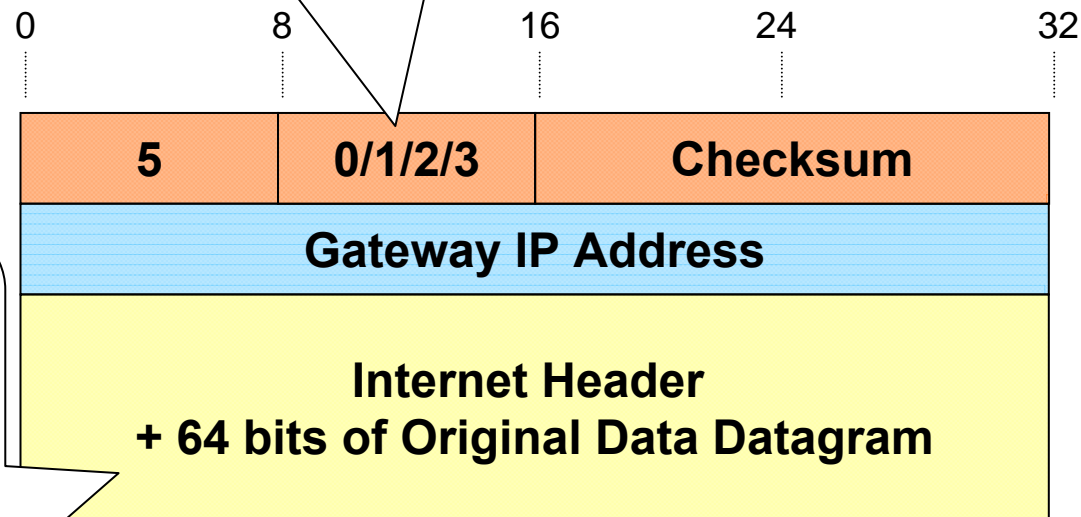 0 8 16 24 32
5 0/1/2/3 Checksum
Gateway IP Address
Internet Header
+ 64 bits of Original Data Datagram